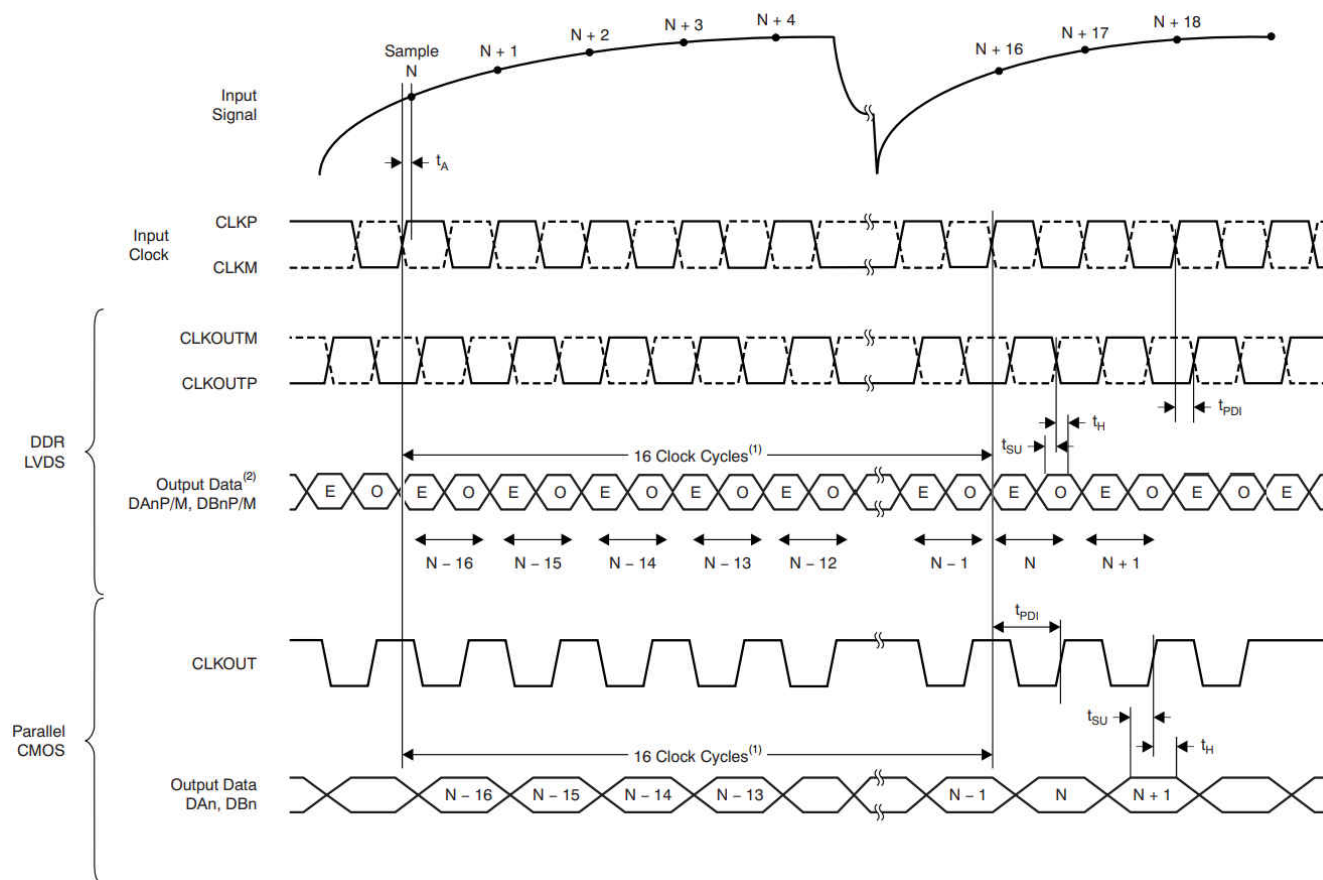 Sample
N
N + 1
N + 2
N + 3
N + 4
N + 16
N + 17
N + 18
Input
Signal
tA
CLKP
Input
Clock
CLKM
CLKOUTM
CLKOUTP
tPDI
tH
tSU
DDR
LVDS
16 Clock Cycles(1)
Output Data(2)
DAnP/M, DBnP/M
E O E O E O E O E O E O E O E O E O E O E
N − 16 N − 15 N − 14 N − 13 N − 12 N − 1 N N + 1
tPDI
CLKOUT
Parallel
CMOS
tSU
tH
16 Clock Cycles(1)
Output Data
DAn, DBn
N − 16 N − 15 N − 14 N − 13 N − 1 N N + 1